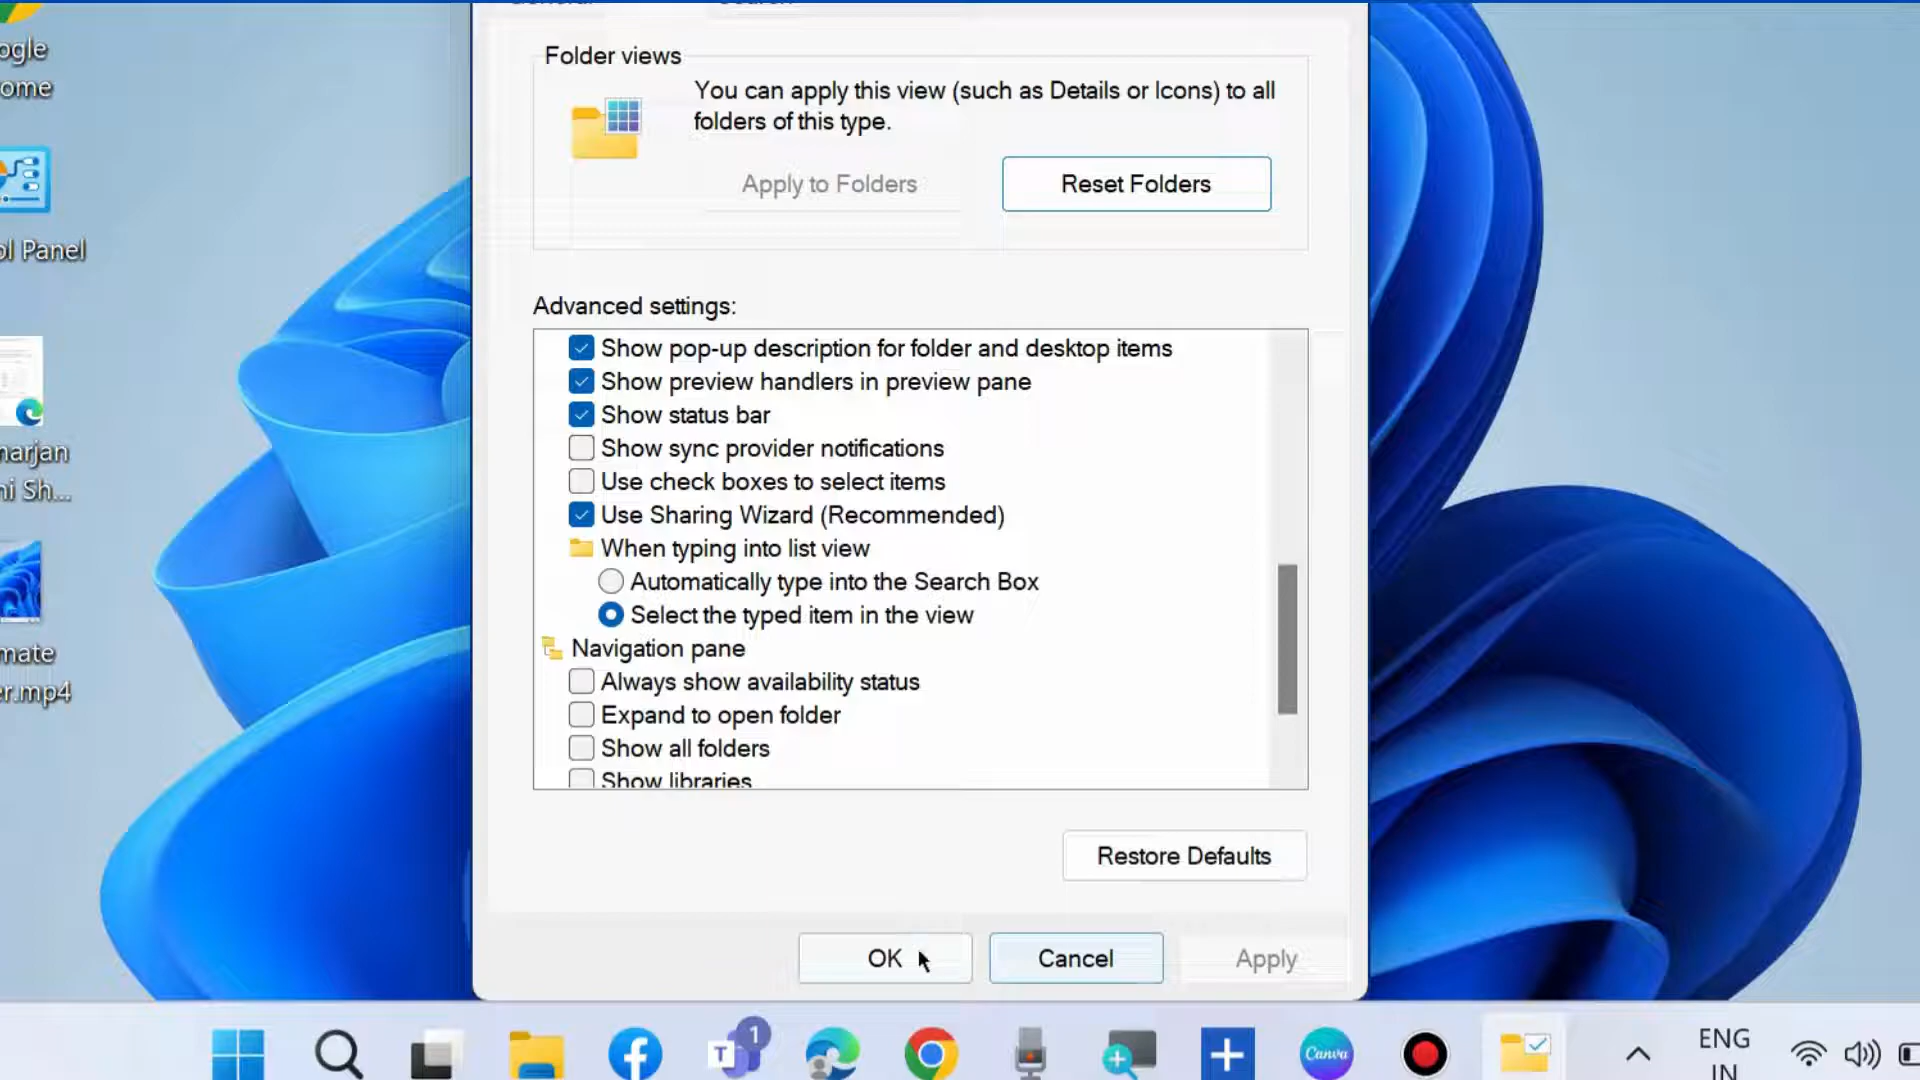 Folder views
You can apply this view (such as Details or Icons) to all
folders of this type.
Apply to Folders
Reset Folders
Advanced settings:
Show pop-up description for folder and desktop items
Show preview handlers in preview pane
Show status bar
Show sync provider notifications
Use check boxes to select items
Use Sharing Wizard (Recommended)
When typing into list view
Automatically type into the Search Box
Select the typed item in the view
Navigation pane
Always show availability status
Expand to open folder
Show all folders
Show libraries
Restore Defaults
OK
Cancel
Apply
ogle
ome
ol Panel
narjan
ni Sh...
mate
er.mp4
T
1
Canva
ENG
IN